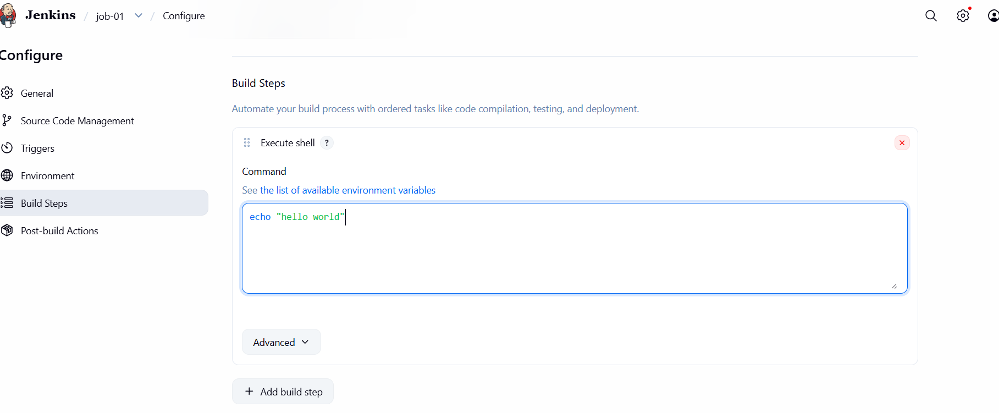 Jenkins / job-01 / Configure
Configure
General
Source Code Management
Triggers
Environment
Build Steps
Post-build Actions
Build Steps
Automate your build process with ordered tasks like code compilation, testing, and deployment.
Execute shell ?
Command
See the list of available environment variables
echo "hello world"
Advanced
+ Add build step